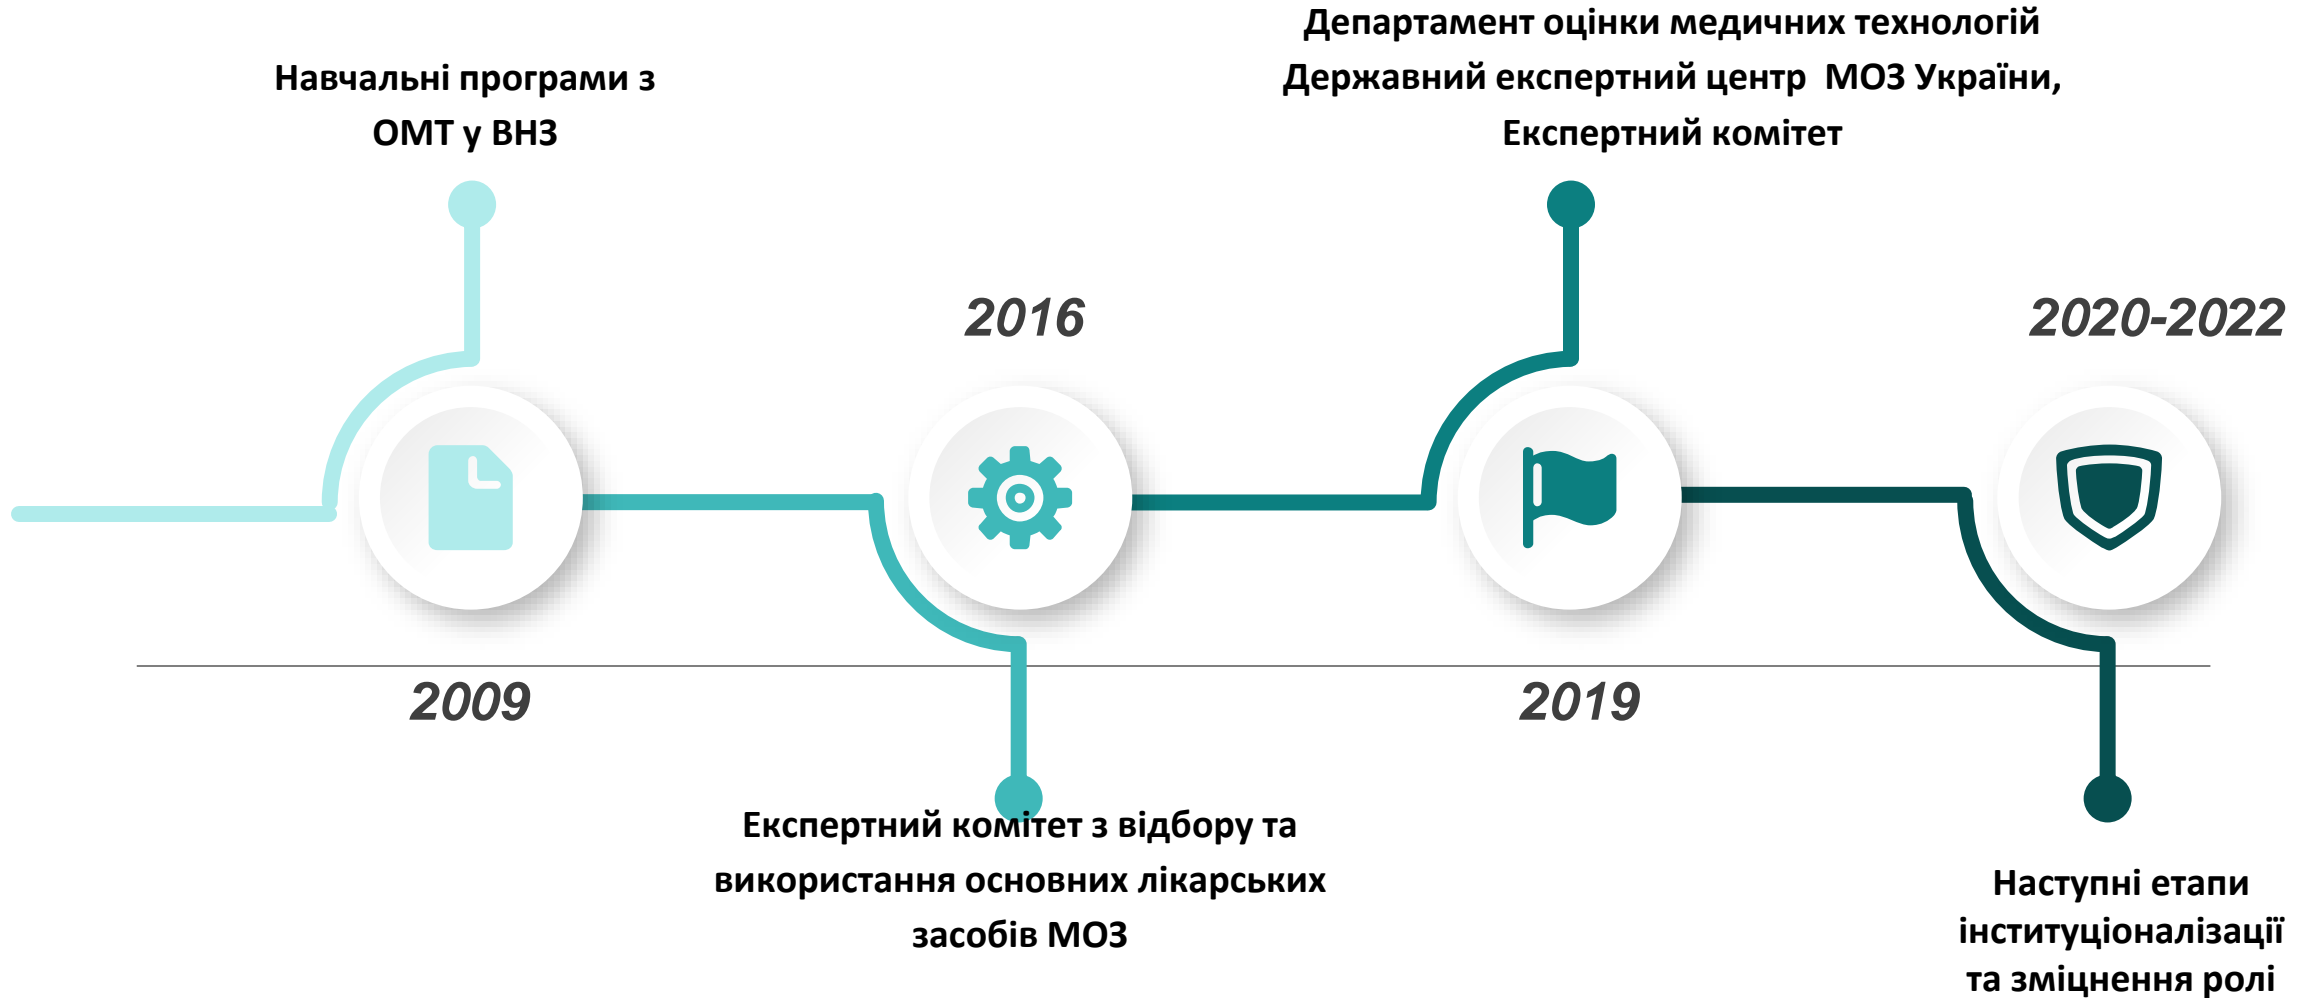 Навчальні програми з
ОМТ у ВНЗ
2009
2016
Експертний комітет з відбору та
використання основних лікарських
засобів МОЗ
Департамент оцінки медичних технологій
Державний експертний центр  МОЗ України,
Експертний комітет
2019
2020-2022
Наступні етапи
інституціоналізації
та зміцнення ролі